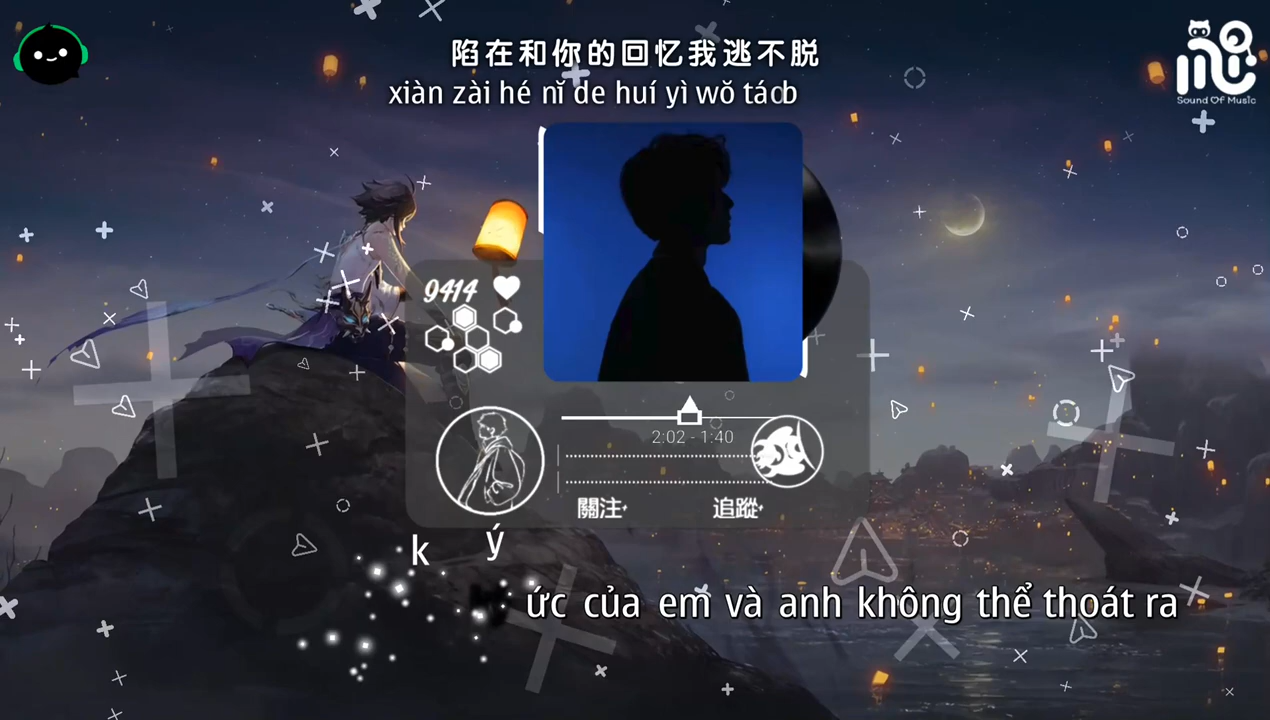 陷在和你的回忆我逃不脱
xiàn zài hé nǐ de huí yì wǒ táo b
Sound Of Music
9414
2:02 - 1:40
關注
追蹤
k ý
ức của em và anh không thể thoát ra